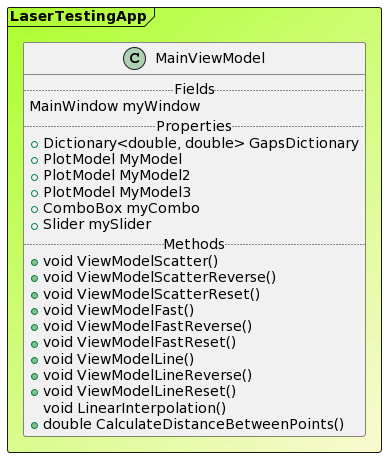 LaserTestingApp
C MainViewModel
Fields
MainWindow myWindow
Properties
Dictionary<double, double> GapsDictionary
PlotModel MyModel
PlotModel MyModel2
PlotModel MyModel3
ComboBox myCombo
Slider mySlider
Methods
void ViewModelScatter()
void ViewModelScatterReverse()
void ViewModelScatterReset()
void ViewModelFast()
void ViewModelFastReverse()
void ViewModelFastReset()
void ViewModelLine()
void ViewModelLineReverse()
void ViewModelLineReset()
void LinearInterpolation()
double CalculateDistanceBetweenPoints()